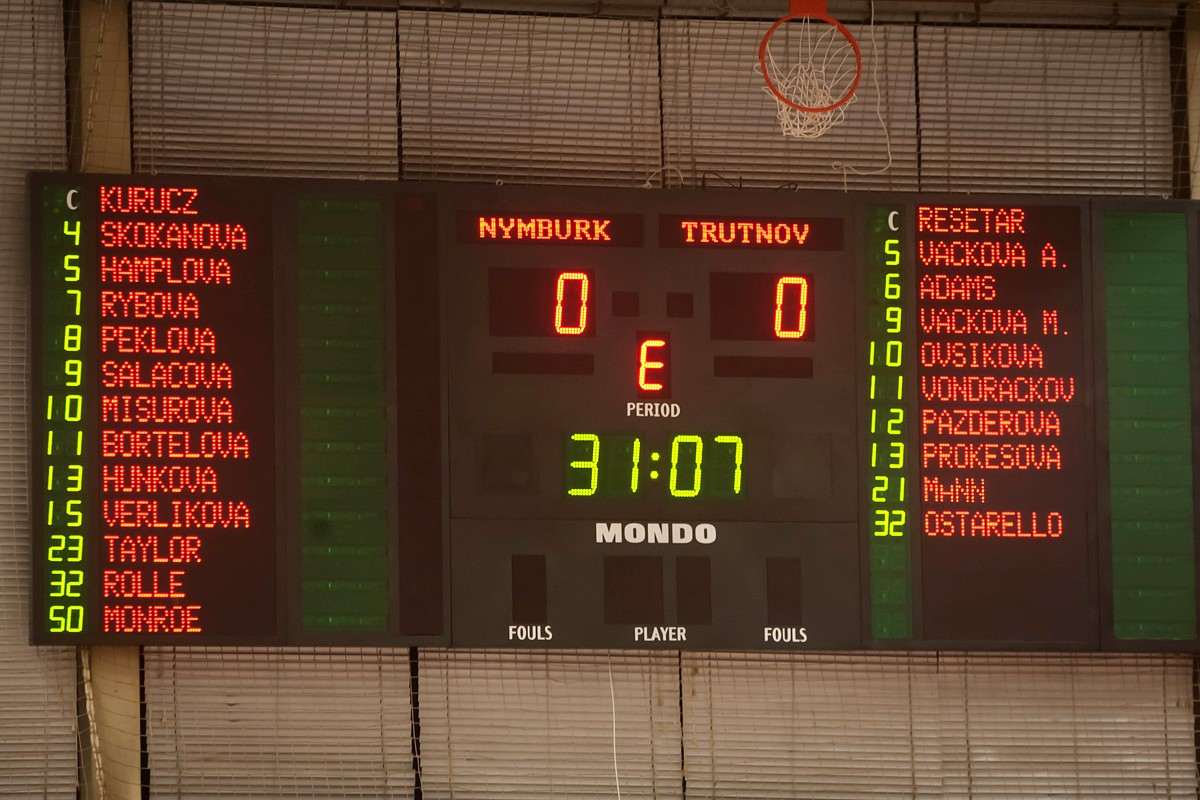 C KURUCZ
4 SKOKANOVA
5 HAMPLOVA
7 RYBOVA
8 PEKLOVA
9 SALACOVA
10 MISUROVA
11 BORTELOVA
13 HUNKOVA
15 VERLIKOVA
23 TAYLOR
32 ROLLE
50 MONROE
NYMBURK TRUTNOV
0 0
E
PERIOD
31:07
MONDO
FOULS PLAYER FOULS
C RESETAR
5 VACKOVA A.
6 ADAMS
9 VACKOVA M.
10 OVSIKOVA
11 VONDRACKOV
12 PAZDEROVA
13 PROKESOVA
21 MANN
32 OSTARELLO